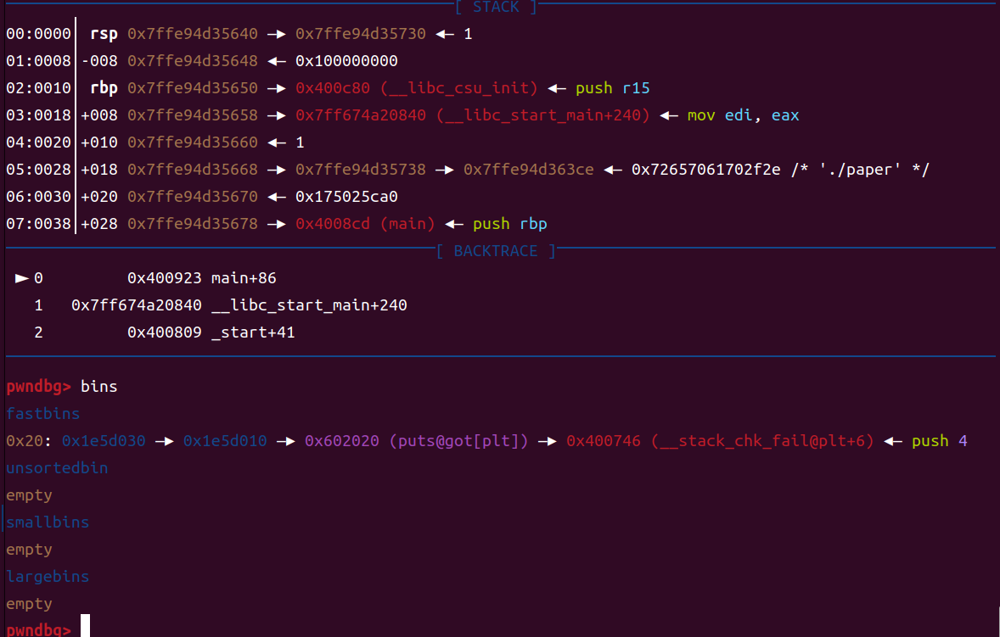 [ STACK ]
00:0000│ rsp 0x7ffe94d35640 —▸ 0x7ffe94d35730 ◂— 1
01:0008│-008 0x7ffe94d35648 ◂— 0x100000000
02:0010│ rbp 0x7ffe94d35650 —▸ 0x400c80 (__libc_csu_init) ◂— push r15
03:0018│+008 0x7ffe94d35658 —▸ 0x7ff674a20840 (__libc_start_main+240) ◂— mov edi, eax
04:0020│+010 0x7ffe94d35660 ◂— 1
05:0028│+018 0x7ffe94d35668 —▸ 0x7ffe94d35738 —▸ 0x7ffe94d363ce ◂— 0x72657061702f2e /* './paper' */
06:0030│+020 0x7ffe94d35670 ◂— 0x175025ca0
07:0038│+028 0x7ffe94d35678 —▸ 0x4008cd (main) ◂— push rbp
[ BACKTRACE ]
► 0 0x400923 main+86
1 0x7ff674a20840 __libc_start_main+240
2 0x400809 _start+41
pwndbg> bins
fastbins
0x20: 0x1e5d030 —▸ 0x1e5d010 —▸ 0x602020 (puts@got[plt]) —▸ 0x400746 (__stack_chk_fail@plt+6) ◂— push 4
unsortedbin
empty
smallbins
empty
largebins
empty
pwndbg>